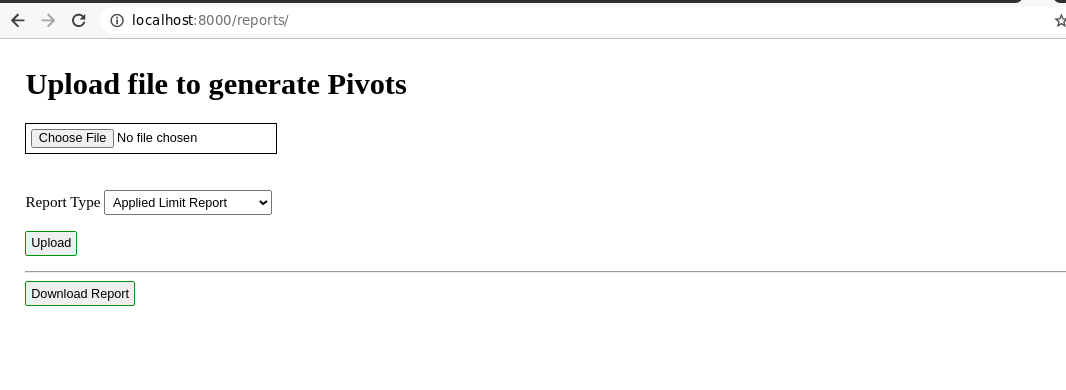 localhost:8000/reports/
Upload file to generate Pivots
Choose File No file chosen
Report Type Applied Limit Report
Upload
Download Report